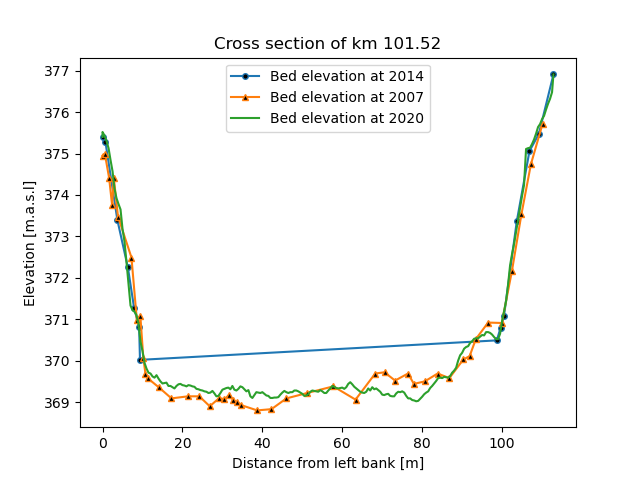 Cross section of km 101.52
Bed elevation at 2014
Bed elevation at 2007
Bed elevation at 2020
Elevation [m.a.s.l]
377
376
375
374
373
372
371
370
369
0 20 40 60 80 100
Distance from left bank [m]